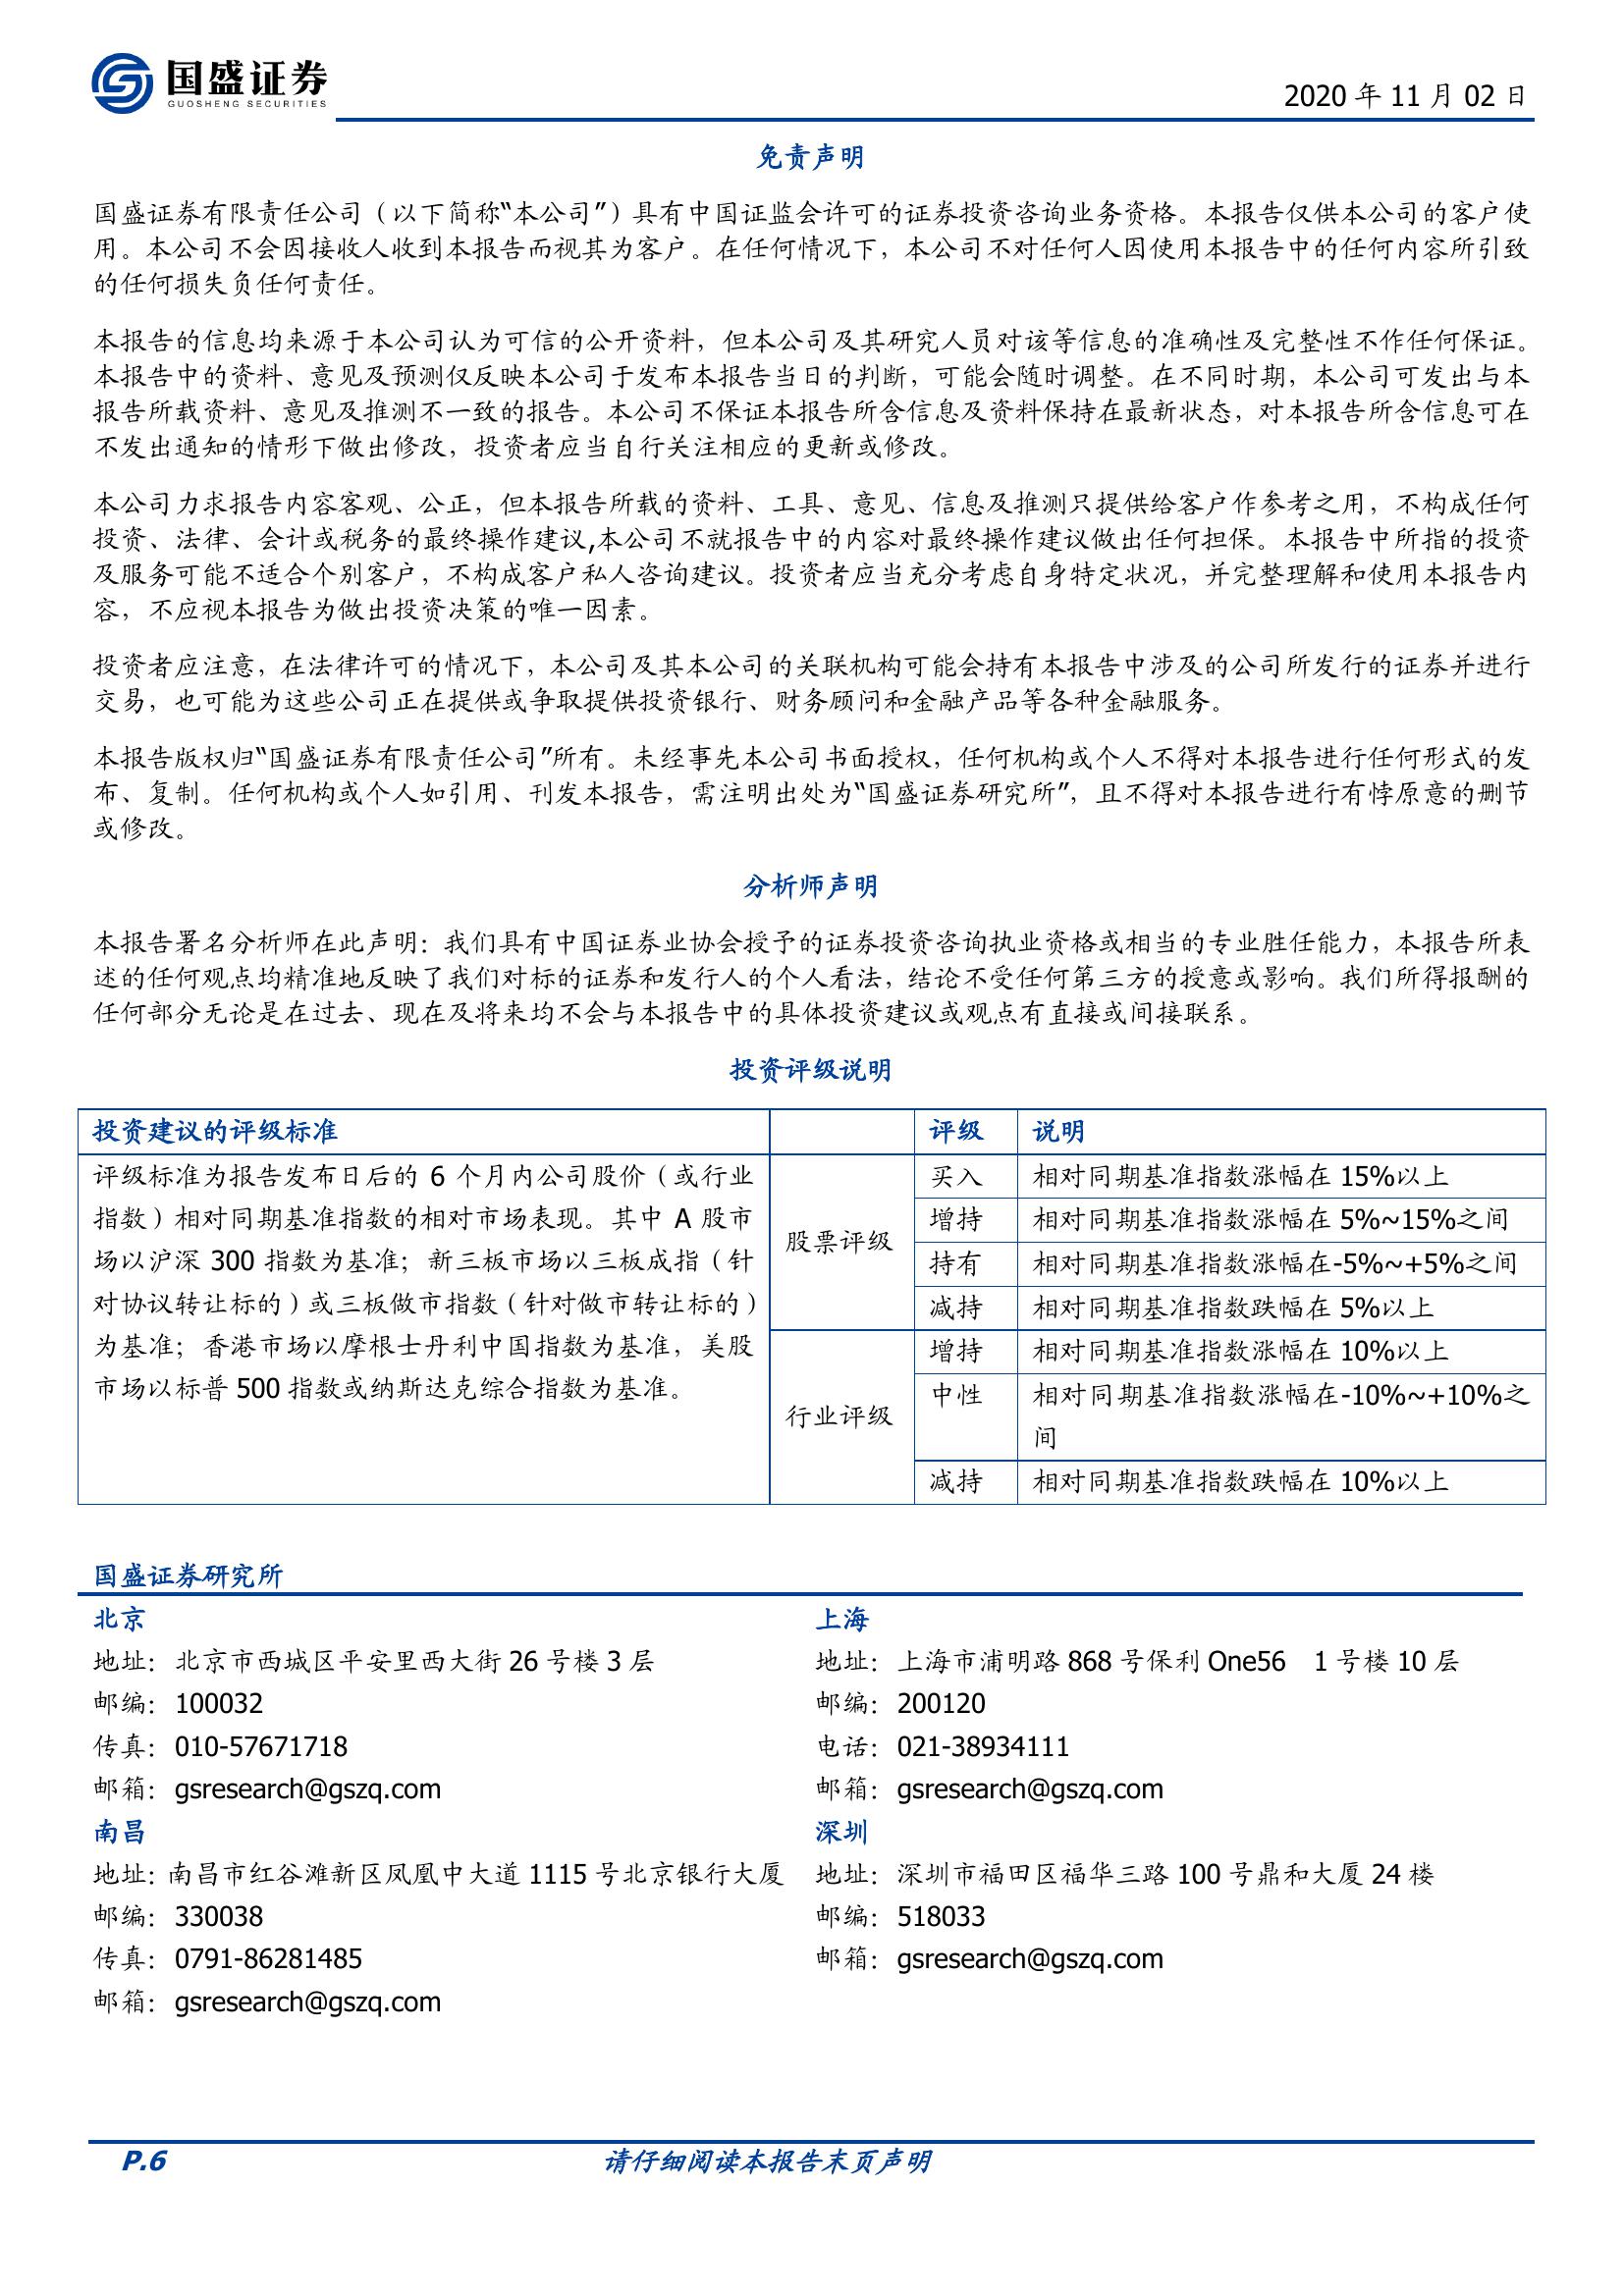 国盛证券
GUOSHENG SECURITIES
2020 年 11 月 02 日
免责声明
国盛证券有限责任公司（以下简称“本公司”）具有中国证监会许可的证券投资咨询业务资格。本报告仅供本公司的客户使
用。本公司不会因接收人收到本报告而视其为客户。在任何情况下，本公司不对任何人因使用本报告中的任何内容所引致
的任何损失负任何责任。
本报告的信息均来源于本公司认为可信的公开资料，但本公司及其研究人员对该等信息的准确性及完整性不作任何保证。
本报告中的资料、意见及预测仅反映本公司于发布本报告当日的判断，可能会随时调整。在不同时期，本公司可发出与本
报告所载资料、意见及推测不一致的报告。本公司不保证本报告所含信息及资料保持在最新状态，对本报告所含信息可在
不发出通知的情形下做出修改，投资者应当自行关注相应的更新或修改。
本公司力求报告内容客观、公正，但本报告所载的资料、工具、意见、信息及推测只提供给客户作参考之用，不构成任何
投资、法律、会计或税务的最终操作建议,本公司不就报告中的内容对最终操作建议做出任何担保。本报告中所指的投资
及服务可能不适合个别客户，不构成客户私人咨询建议。投资者应当充分考虑自身特定状况，并完整理解和使用本报告内
容，不应视本报告为做出投资决策的唯一因素。
投资者应注意，在法律许可的情况下，本公司及其本公司的关联机构可能会持有本报告中涉及的公司所发行的证券并进行
交易，也可能为这些公司正在提供或争取提供投资银行、财务顾问和金融产品等各种金融服务。
本报告版权归“国盛证券有限责任公司”所有。未经事先本公司书面授权，任何机构或个人不得对本报告进行任何形式的发
布、复制。任何机构或个人如引用、刊发本报告，需注明出处为“国盛证券研究所”，且不得对本报告进行有悖原意的删节
或修改。
分析师声明
本报告署名分析师在此声明：我们具有中国证券业协会授予的证券投资咨询执业资格或相当的专业胜任能力，本报告所表
述的任何观点均精准地反映了我们对标的证券和发行人的个人看法，结论不受任何第三方的授意或影响。我们所得报酬的
任何部分无论是在过去、现在及将来均不会与本报告中的具体投资建议或观点有直接或间接联系。
投资评级说明
投资建议的评级标准 评级 说明
评级标准为报告发布日后的 6 个月内公司股价（或行业
指数）相对同期基准指数的相对市场表现。其中 A 股市
场以沪深 300 指数为基准；新三板市场以三板成指（针
对协议转让标的）或三板做市指数（针对做市转让标的）
为基准；香港市场以摩根士丹利中国指数为基准，美股
市场以标普 500 指数或纳斯达克综合指数为基准。
股票评级
买入 相对同期基准指数涨幅在 15%以上
增持 相对同期基准指数涨幅在 5%~15%之间
持有 相对同期基准指数涨幅在-5%~+5%之间
减持 相对同期基准指数跌幅在 5%以上
行业评级
增持 相对同期基准指数涨幅在 10%以上
中性 相对同期基准指数涨幅在-10%~+10%之
间
减持 相对同期基准指数跌幅在 10%以上
国盛证券研究所
北京
地址：北京市西城区平安里西大街 26 号楼 3 层
邮编：100032
传真：010-57671718
邮箱：gsresearch@gszq.com
上海
地址：上海市浦明路 868 号保利 One56 1 号楼 10 层
邮编：200120
电话：021-38934111
邮箱：gsresearch@gszq.com
南昌
地址：南昌市红谷滩新区凤凰中大道 1115 号北京银行大厦
邮编：330038
传真：0791-86281485
邮箱：gsresearch@gszq.com
深圳
地址：深圳市福田区福华三路 100 号鼎和大厦 24 楼
邮编：518033
邮箱：gsresearch@gszq.com
P.6 请仔细阅读本报告末页声明